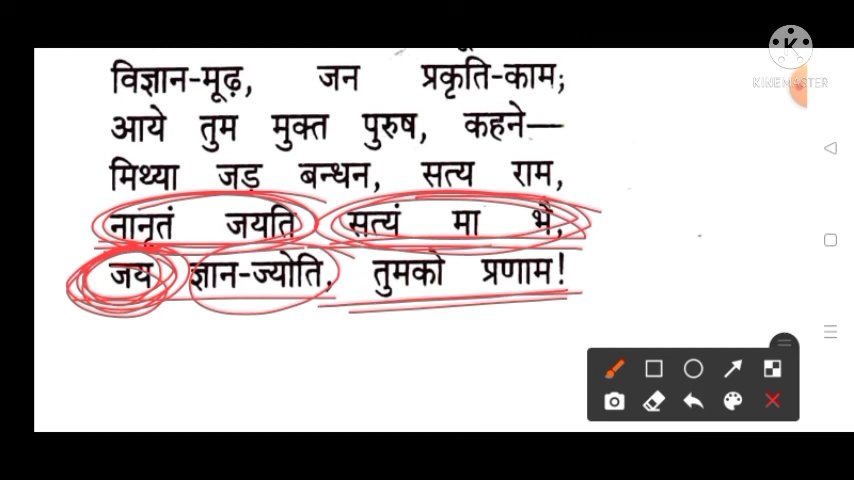 KINEMASTER
विज्ञान-मूढ़, जन प्रकृति-काम;
आये तुम मुक्त पुरुष, कहने—
मिथ्या जड़ बन्धन, सत्य राम,
नानृतं जयति सत्यं मा भैः,
जय ज्ञान-ज्योति, तुमको प्रणाम!